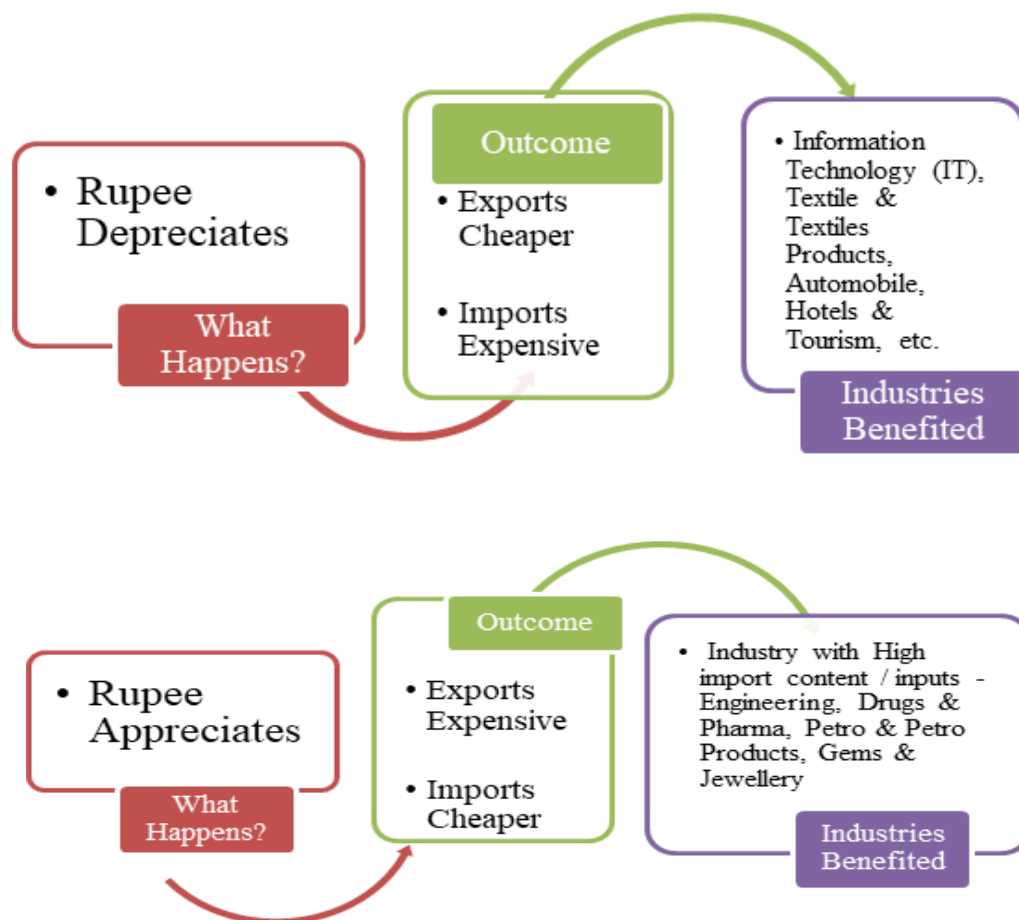 • Rupee
Depreciates
What
Happens?
Outcome
• Exports
Cheaper
• Imports
Expensive
• Information
Technology (IT),
Textile &
Textiles
Products,
Automobile,
Hotels &
Tourism, etc.
Industries
Benefited
• Rupee
Appreciates
What
Happens?
Outcome
• Exports
Expensive
• Imports
Cheaper
• Industry with High
import content / inputs -
Engineering, Drugs &
Pharma, Petro & Petro
Products, Gems &
Jewellery
Industries
Benefited